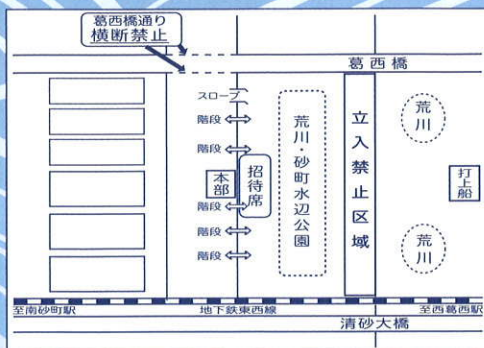 葛西橋通り
横断禁止
葛西橋
スロープ
階段
階段
本部
招待席
階段
階段
階段
荒川・砂町水辺公園
立入禁止区域
荒川
打上船
荒川
至南砂町駅
地下鉄東西線
至西葛西駅
清砂大橋